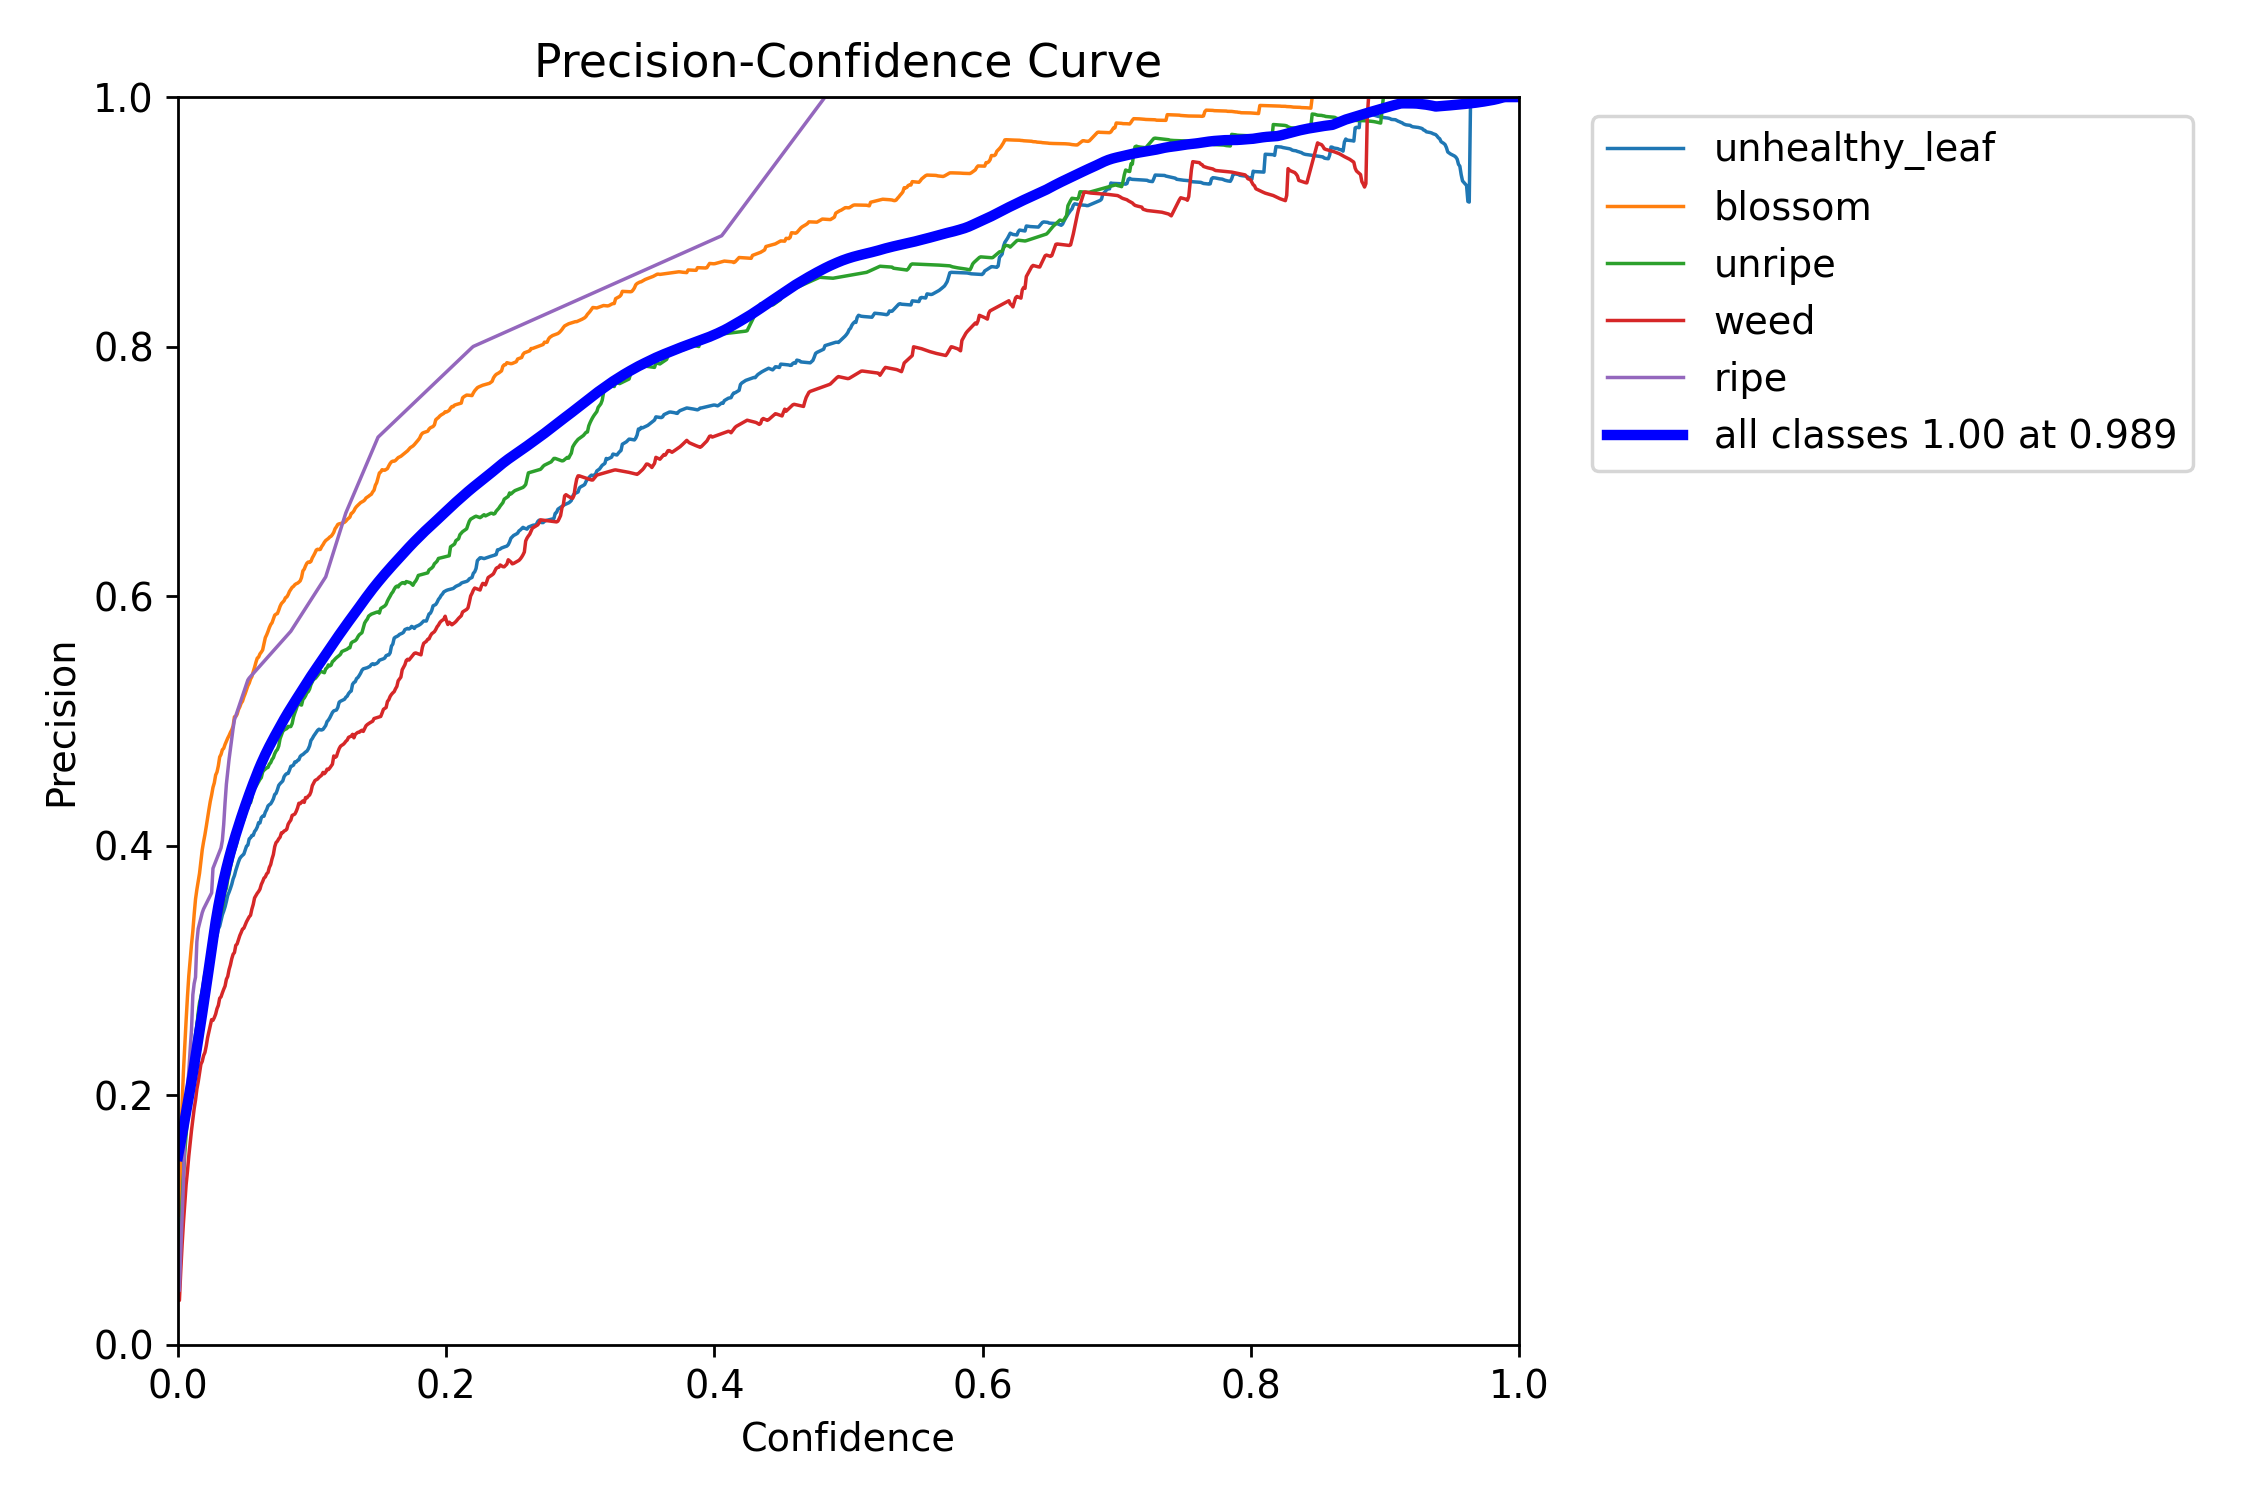 Precision-Confidence Curve
1.0
0.8
0.6
0.4
0.2
0.0
Precision
0.0 0.2 0.4 0.6 0.8 1.0
Confidence
unhealthy_leaf
blossom
unripe
weed
ripe
all classes 1.00 at 0.989